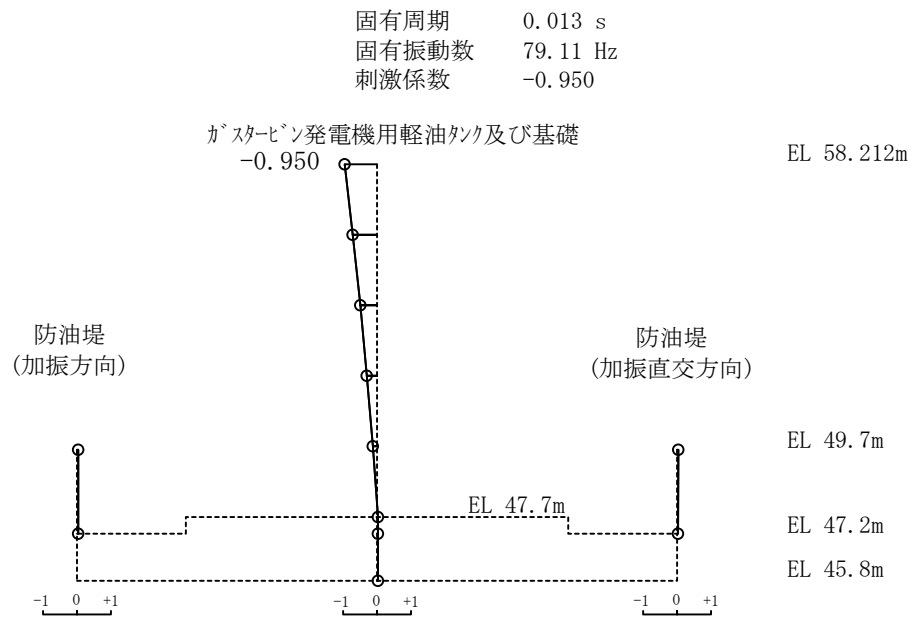 固有周期 0.013 s
固有振動数 79.11 Hz
刺激係数 -0.950
ガスタービン発電機用軽油タンク及び基礎
-0.950
EL 58.212m
防油堤
(加振方向)
防油堤
(加振直交方向)
EL 49.7m
EL 47.7m
EL 47.2m
EL 45.8m
-1 0 +1
-1 0 +1
-1 0 +1